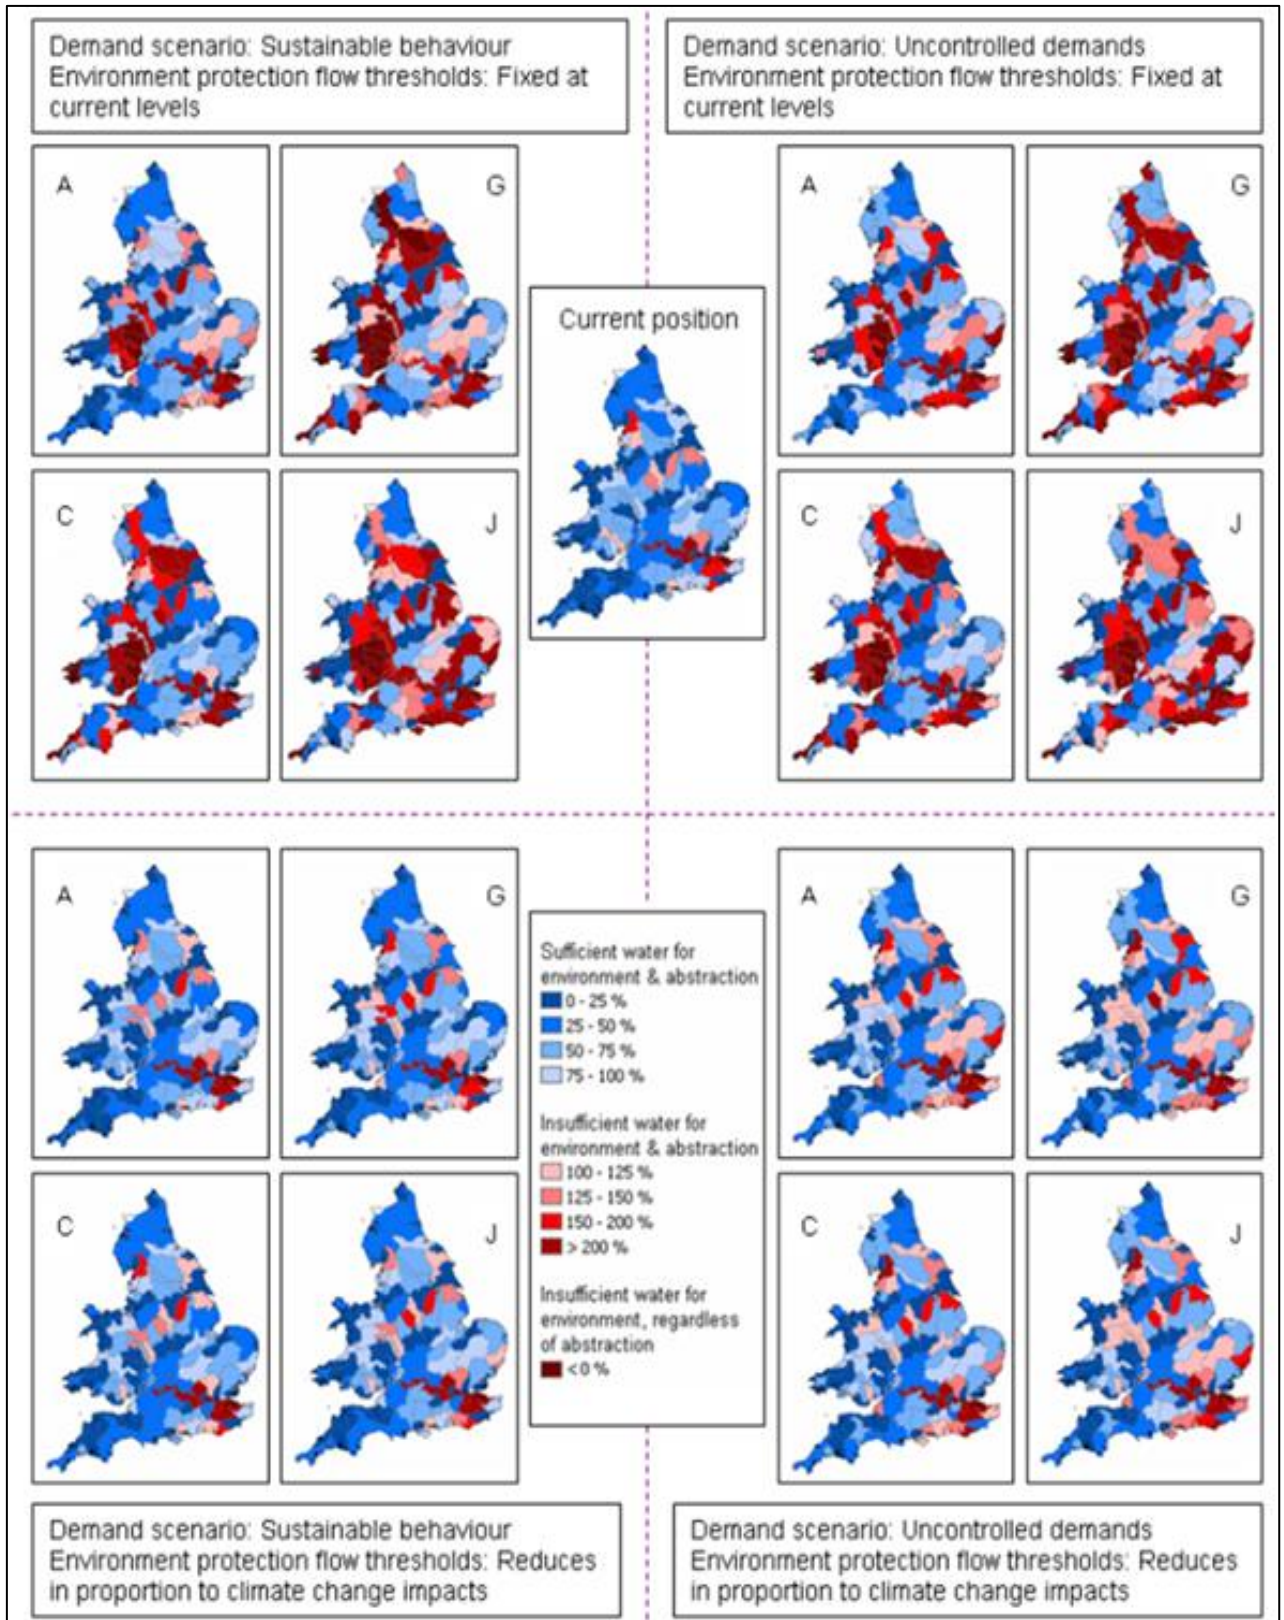 Demand scenario: Sustainable behaviour
Environment protection flow thresholds: Fixed at
current levels
Demand scenario: Uncontrolled demands
Environment protection flow thresholds: Fixed at
current levels
A
G
A
G
Current position
C
J
C
J
A
G
A
G
Sufficient water for
environment & abstraction
0 - 25 %
25 - 50 %
50 - 75 %
75 - 100 %
Insufficient water for
environment & abstraction
100 - 125 %
125 - 150 %
150 - 200 %
> 200 %
Insufficient water for
environment, regardless
of abstraction
<0 %
C
J
C
J
Demand scenario: Sustainable behaviour
Environment protection flow thresholds: Reduces
in proportion to climate change impacts
Demand scenario: Uncontrolled demands
Environment protection flow thresholds: Reduces
in proportion to climate change impacts